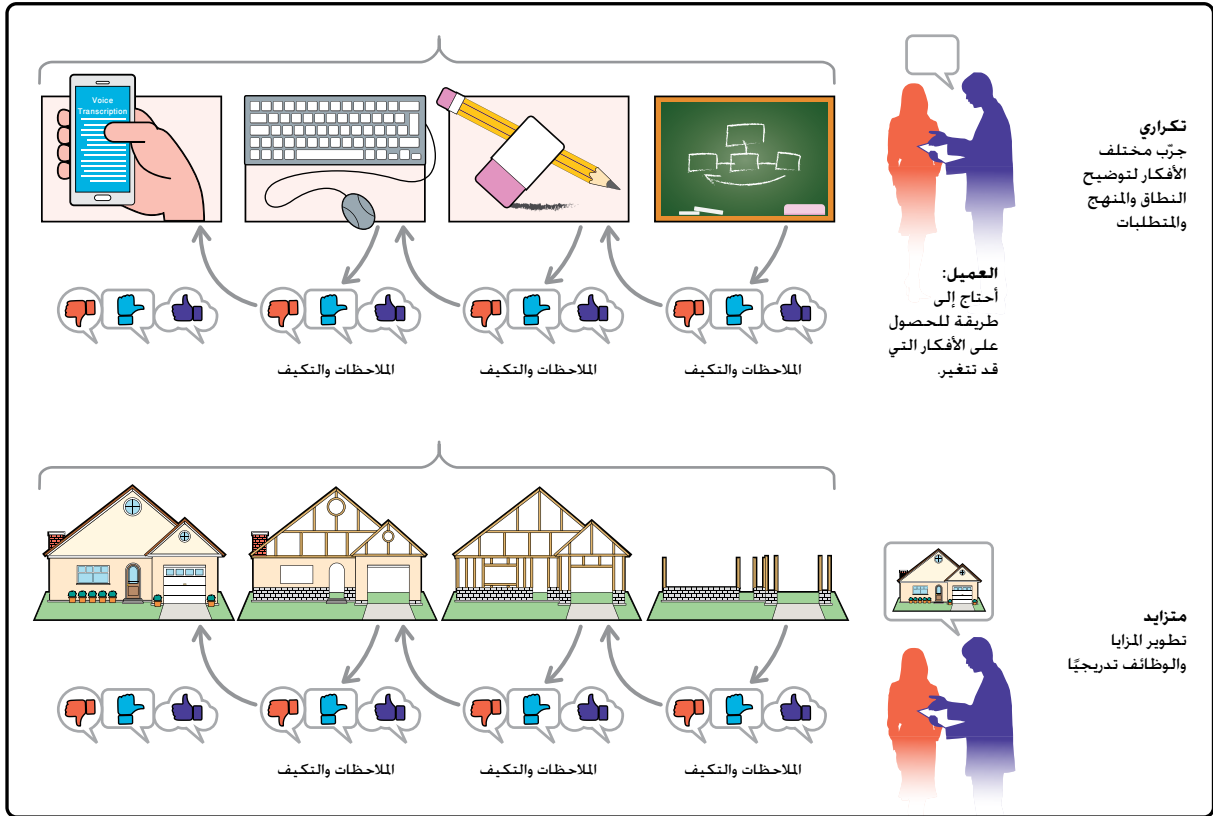 تكراري
جرّب مختلف
الأفكار لتوضيح
النطاق والمنهج
والمتطلبات
العميل:
أحتاج إلى
طريقة للحصول
على الأفكار التي
قد تتغير.
Voice
Transcription
الملاحظات والتكيف
الملاحظات والتكيف
الملاحظات والتكيف
متزايد
تطوير المزايا
والوظائف تدريجيًا
الملاحظات والتكيف
الملاحظات والتكيف
الملاحظات والتكيف